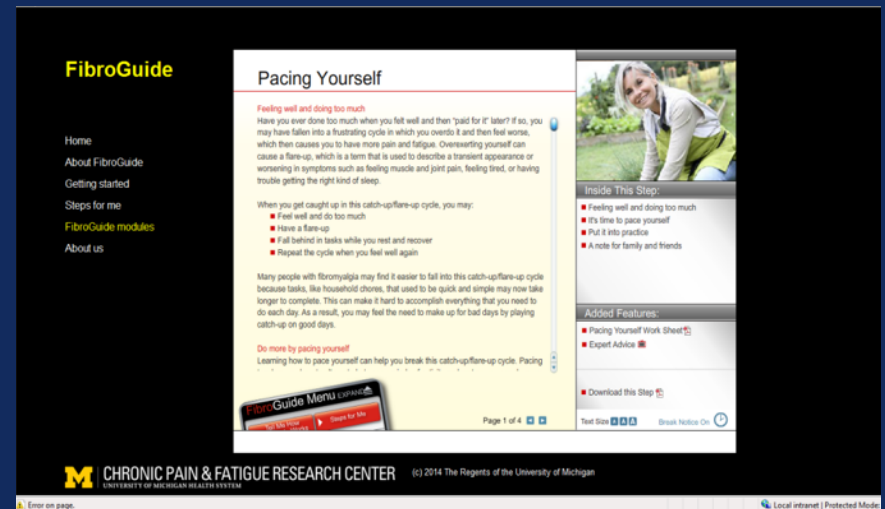 FibroGuide
Home
About FibroGuide
Getting started
Steps for me
FibroGuide modules
About us
Pacing Yourself
Feeling well and doing too much
Have you ever done too much when you felt well and then "paid for it" later? If so, you
may have fallen into a frustrating cycle in which you overdo it and then feel worse,
which then causes you to have more pain and fatigue. Overexerting yourself can
cause a flare-up, which is a term that is used to describe a transient appearance or
worsening in symptoms such as feeling muscle and joint pain, feeling tired, or having
trouble getting the right kind of sleep.
When you get caught up in this catch-up/flare-up cycle, you may:
Feel well and do too much
Have a flare-up
Fall behind in tasks while you rest and recover
Repeat the cycle when you feel well again
Many people with fibromyalgia may find it easier to fall into this catch-up/flare-up cycle
because tasks, like household chores, that used to be quick and simple may now take
longer to complete. This can make it hard to accomplish everything that you need to
do each day. As a result, you may feel the need to make up for bad days by playing
catch-up on good days.
Do more by pacing yourself
Learning how to pace yourself can help you break this catch-up/flare-up cycle. Pacing
FibroGuide Menu EXPAND
Tell Me How
Works
Steps for Me
Page 1 of 4
Inside This Step:
Feeling well and doing too much
It's time to pace yourself
Put it into practice
A note for family and friends
Added Features:
Pacing Yourself Work Sheet
Expert Advice
Download this Step
Text Size A A A
Break Notice On
M CHRONIC PAIN & FATIGUE RESEARCH CENTER
UNIVERSITY OF MICHIGAN HEALTH SYSTEM
(c) 2014 The Regents of the University of Michigan
Error on page.
Local intranet | Protected Mode: